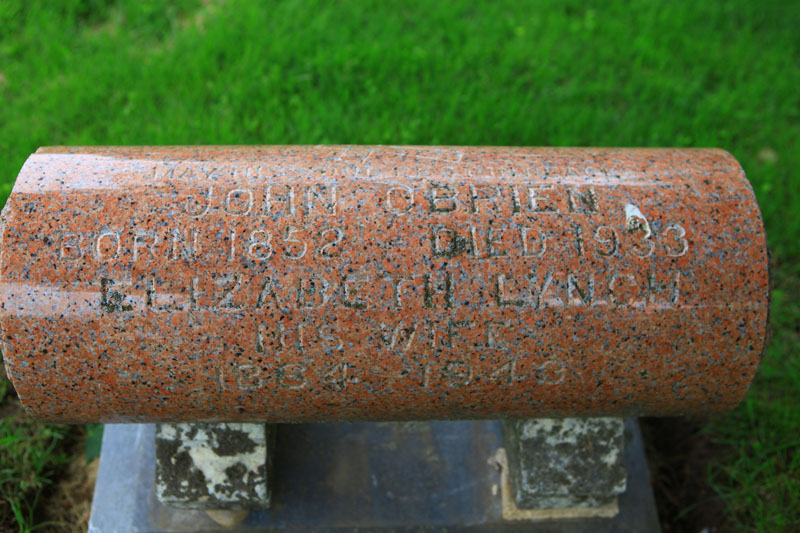 JOHN OBRIEN
BORN 1852 DIED 1933
ELIZABETH LYNCH
HIS WIFE